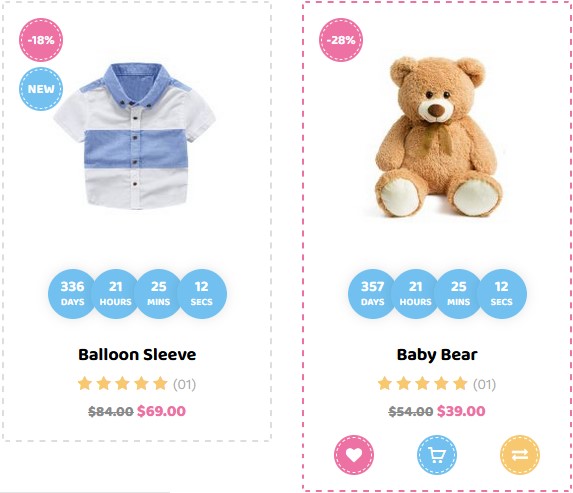 -18%
NEW
336 21 25 12
DAYS HOURS MINS SECS
Balloon Sleeve
(01)
$84.00 $69.00
-28%
357 21 25 12
DAYS HOURS MINS SECS
Baby Bear
(01)
$54.00 $39.00